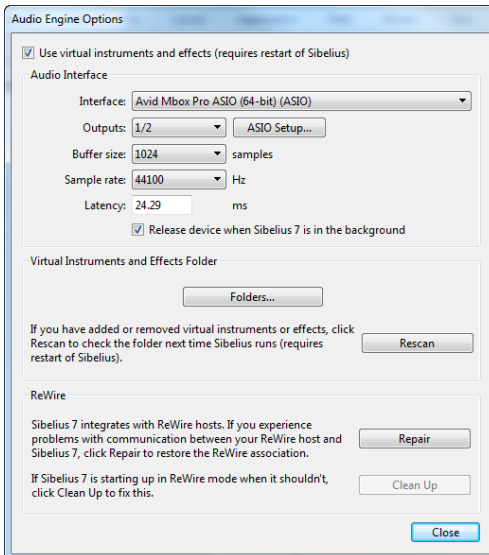 Audio Engine Options
Use virtual instruments and effects (requires restart of Sibelius)
Audio Interface
Interface: Avid Mbox Pro ASIO (64-bit) (ASIO)
Outputs: 1/2 ASIO Setup...
Buffer size: 1024 samples
Sample rate: 44100 Hz
Latency: 24.29 ms
Release device when Sibelius 7 is in the background
Virtual Instruments and Effects Folder
Folders...
If you have added or removed virtual instruments or effects, click
Rescan to check the folder next time Sibelius runs (requires
restart of Sibelius).
Rescan
ReWire
Sibelius 7 integrates with ReWire hosts. If you experience
problems with communication between your ReWire host and
Sibelius 7, click Repair to restore the ReWire association.
Repair
If Sibelius 7 is starting up in ReWire mode when it shouldn't,
click Clean Up to fix this.
Clean Up
Close